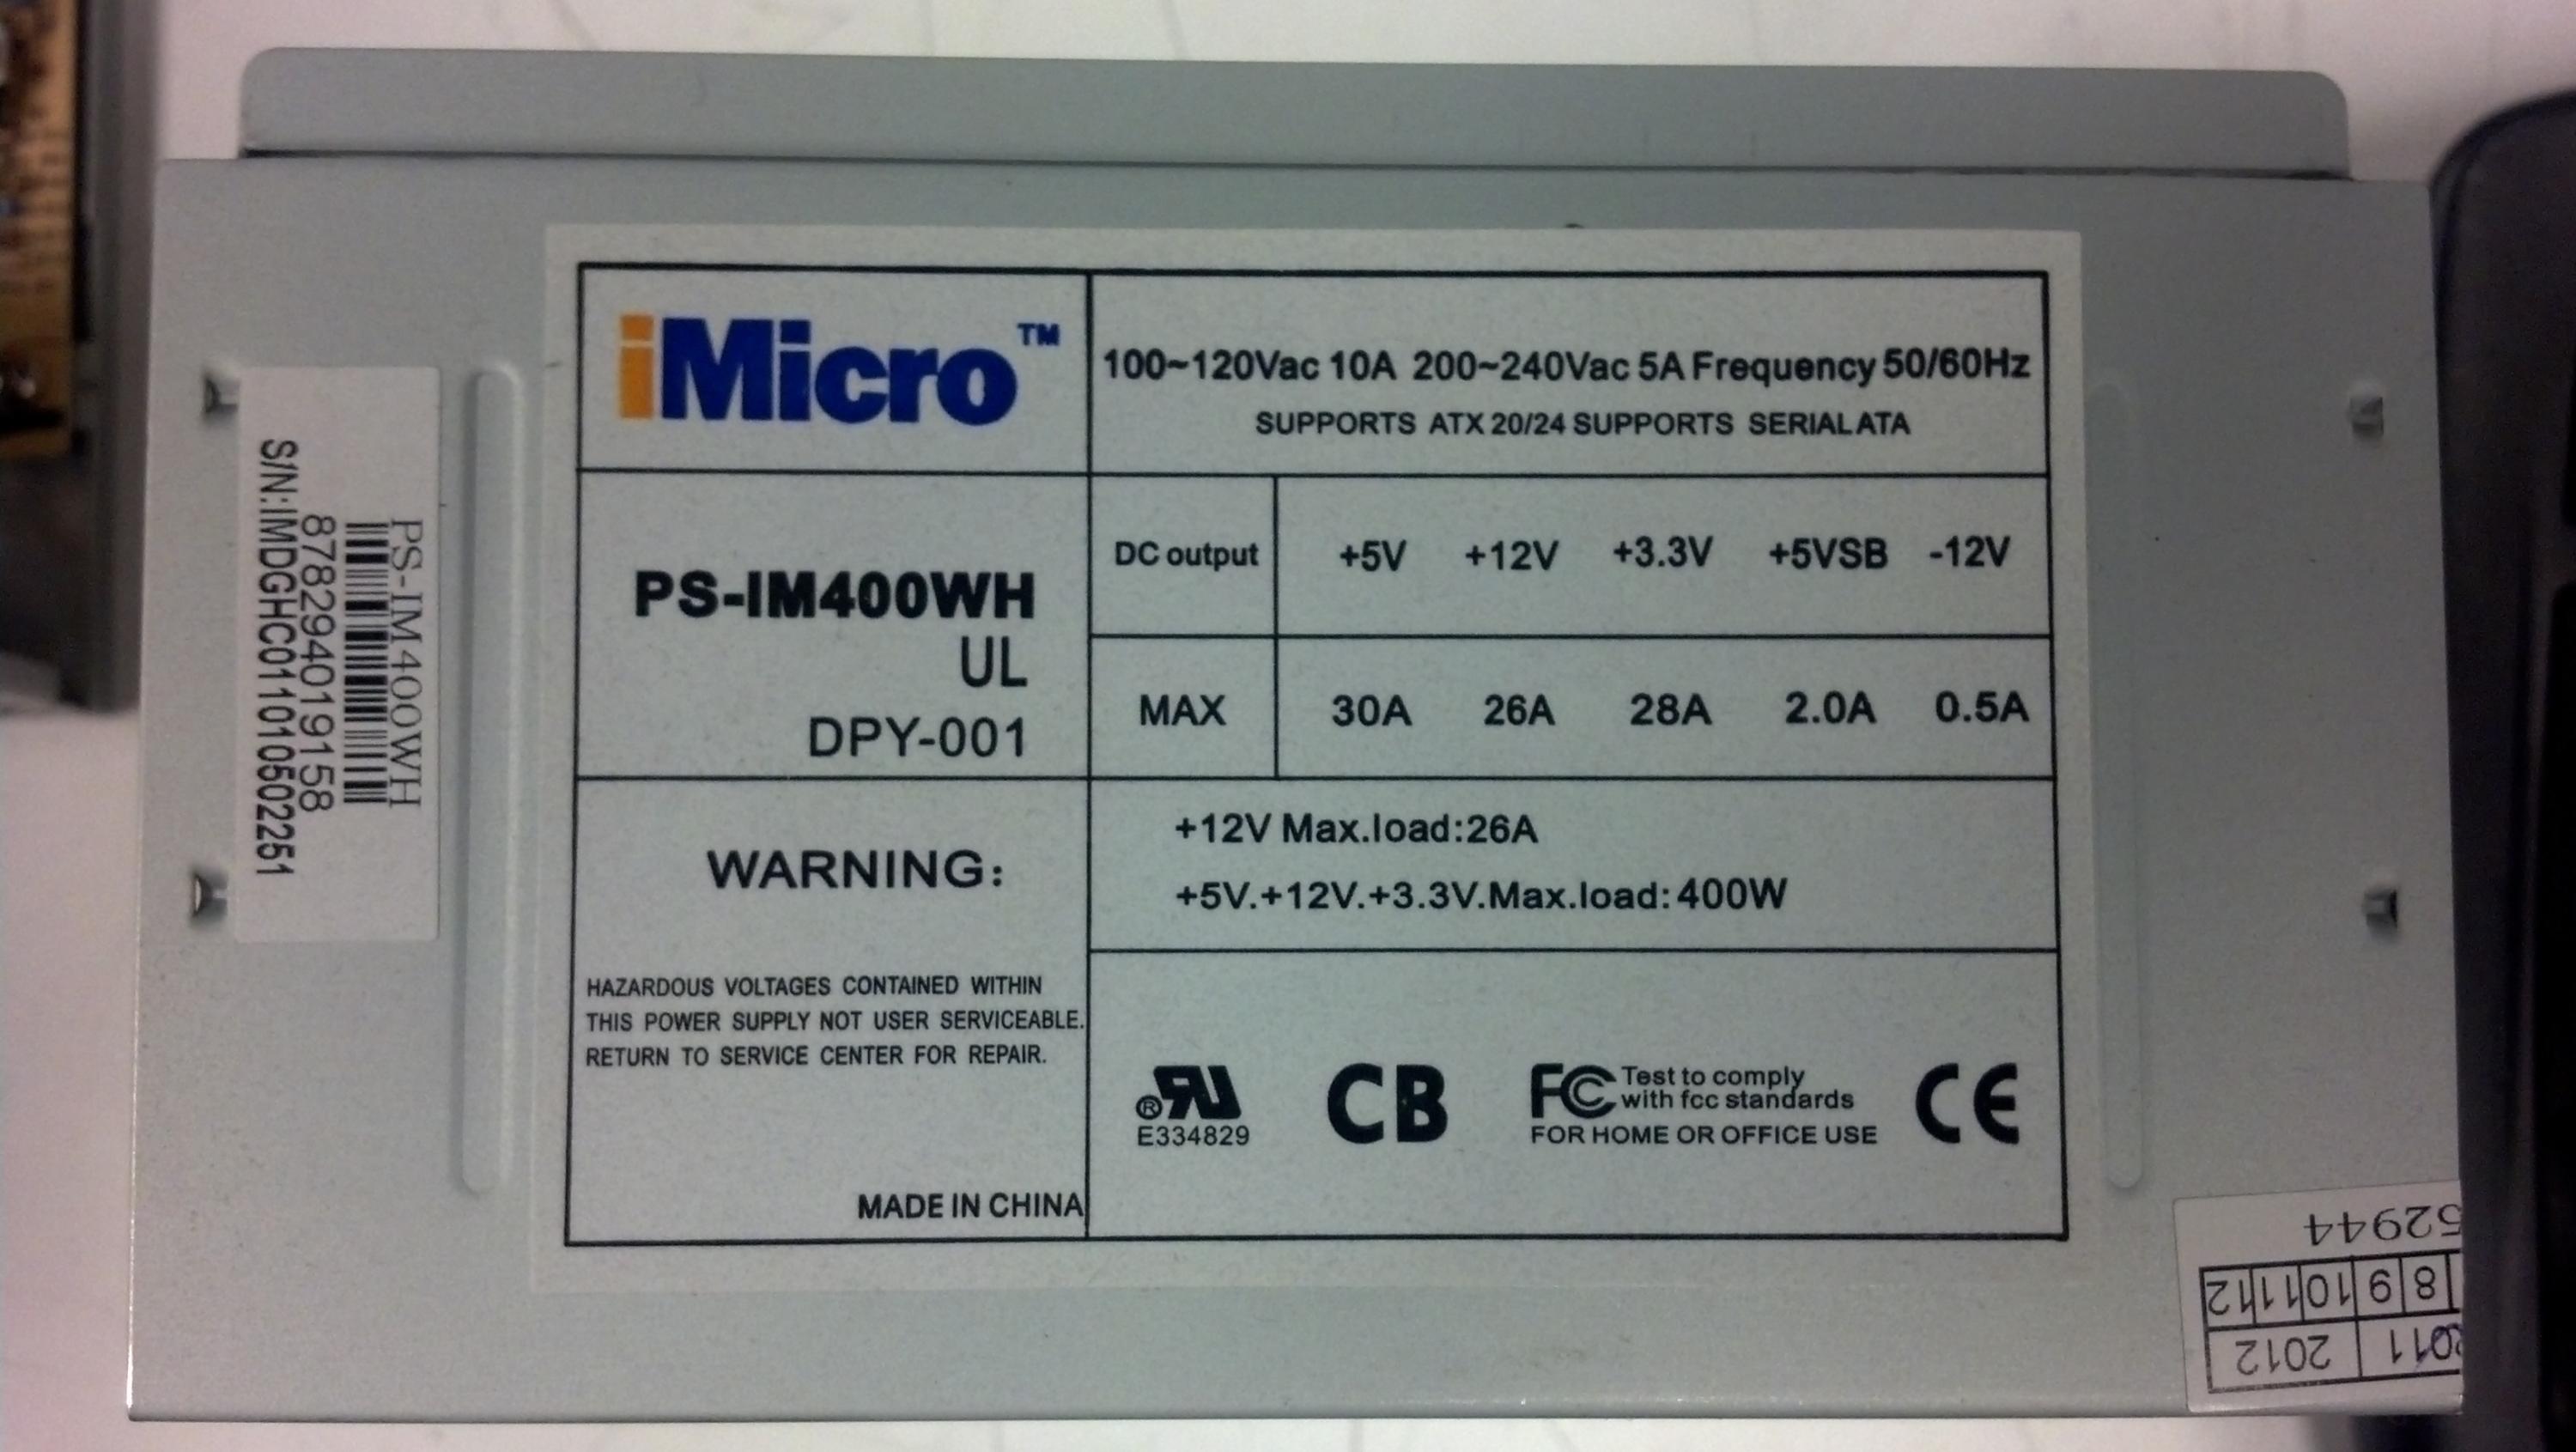 iMicro™
100~120Vac 10A 200~240Vac 5A Frequency 50/60Hz
SUPPORTS ATX 20/24 SUPPORTS SERIAL ATA
PS-IM400WH
UL
DPY-001
DC output +5V +12V +3.3V +5VSB -12V
MAX 30A 26A 28A 2.0A 0.5A
+12V Max.load:26A
+5V.+12V.+3.3V.Max.load:400W
WARNING:
HAZARDOUS VOLTAGES CONTAINED WITHIN
THIS POWER SUPPLY NOT USER SERVICEABLE.
RETURN TO SERVICE CENTER FOR REPAIR.
MADE IN CHINA
®RU
E334829
CB
FC Test to comply
with fcc standards
FOR HOME OR OFFICE USE
CE
PS-IM400WH
878294019158
S/N:IMDGHC011010502251
52944
8 9 10 11 12
2011 2012